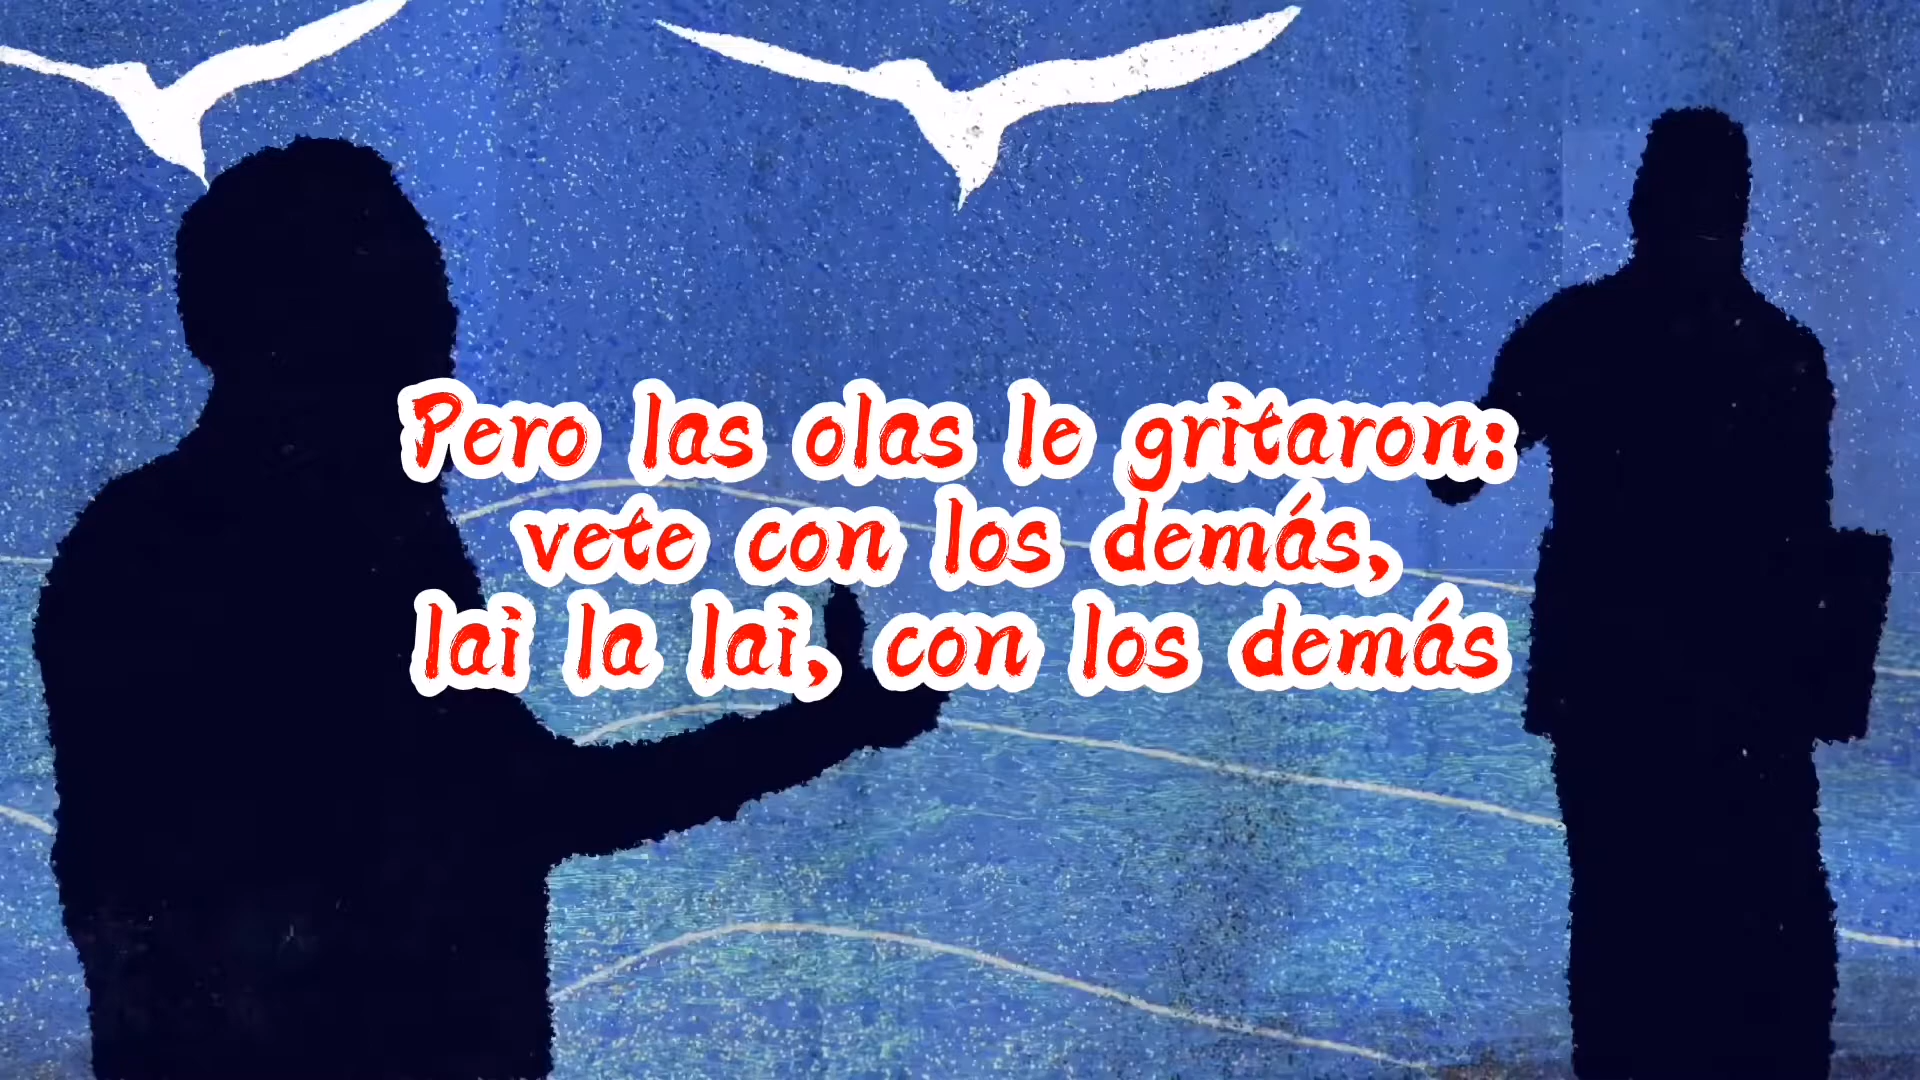 Pero las olas le gritaron:
vete con los demás,
lai la lai, con los demás